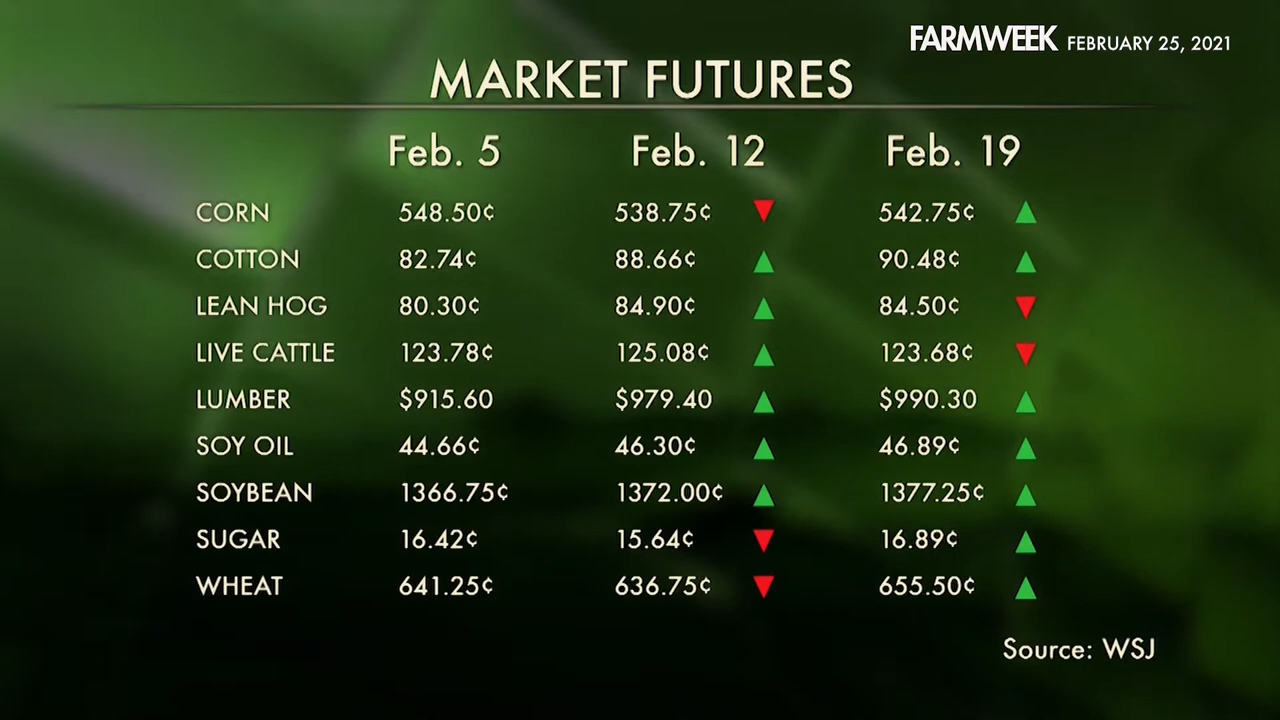 FARMWEEK FEBRUARY 25, 2021
MARKET FUTURES
Feb. 5 Feb. 12 Feb. 19
CORN 548.50¢ 538.75¢ ▼ 542.75¢ ▲
COTTON 82.74¢ 88.66¢ ▲ 90.48¢ ▲
LEAN HOG 80.30¢ 84.90¢ ▲ 84.50¢ ▼
LIVE CATTLE 123.78¢ 125.08¢ ▲ 123.68¢ ▼
LUMBER $915.60 $979.40 ▲ $990.30 ▲
SOY OIL 44.66¢ 46.30¢ ▲ 46.89¢ ▲
SOYBEAN 1366.75¢ 1372.00¢ ▲ 1377.25¢ ▲
SUGAR 16.42¢ 15.64¢ ▼ 16.89¢ ▲
WHEAT 641.25¢ 636.75¢ ▼ 655.50¢ ▲
Source: WSJ